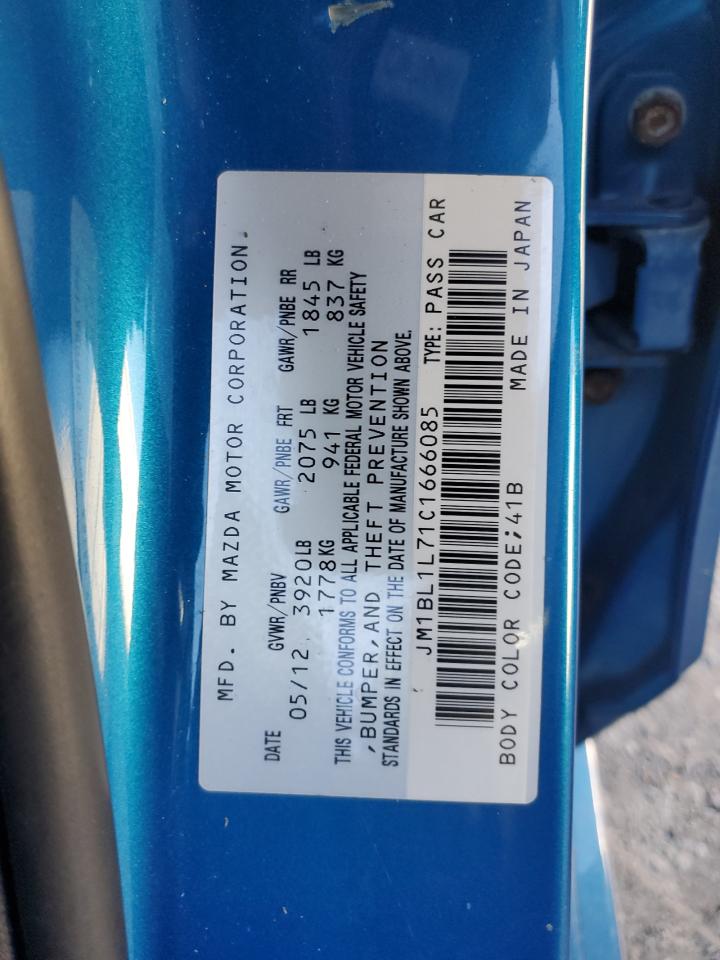 MFD. BY MAZDA MOTOR CORPORATION.
DATE GVWR/PNBV GAWR/PNBE FRT GAWR/PNBE RR
05/12 3920LB 2075 LB 1845 LB
1778KG 941 KG 837 KG
THIS VEHICLE CONFORMS TO ALL APPLICABLE FEDERAL MOTOR VEHICLE SAFETY
,BUMPER,AND THEFT PREVENTION
STANDARDS IN EFFECT ON THE DATE OF MANUFACTURE SHOWN ABOVE.
JM1BL1L71C1666085 TYPE: PASS CAR
BODY COLOR CODE;41B MADE IN JAPAN